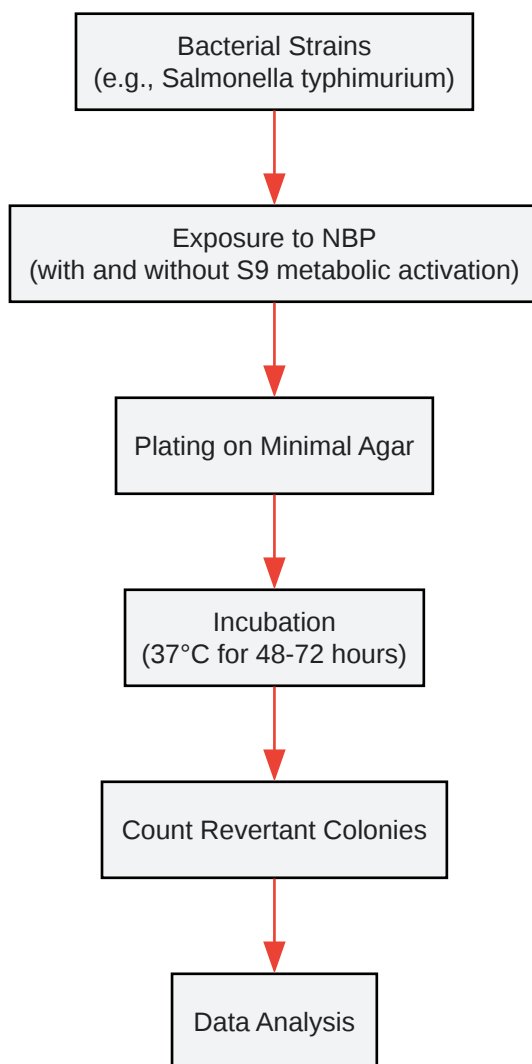 Bacterial Strains
(e.g., Salmonella typhimurium)
Exposure to NBP
(with and without S9 metabolic activation)
Plating on Minimal Agar
Incubation
(37°C for 48-72 hours)
Count Revertant Colonies
Data Analysis